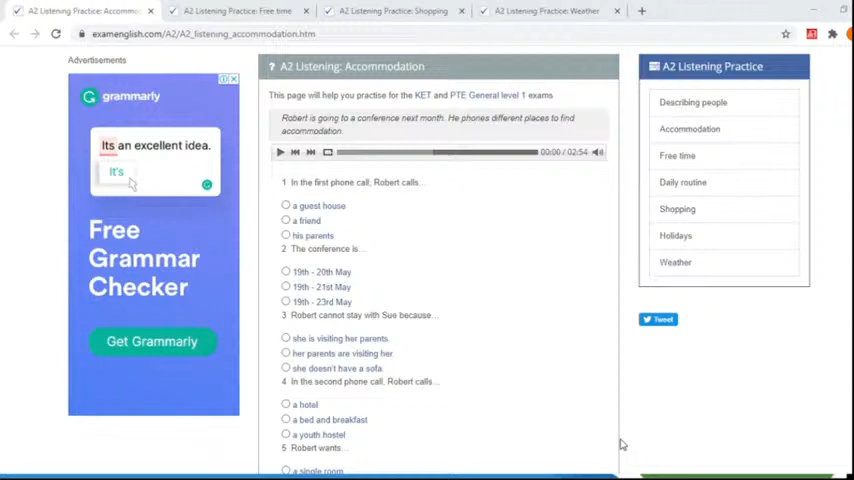 A2 Listening Practice: Accommo
A2 Listening Practice: Free time
A2 Listening Practice: Shopping
A2 Listening Practice: Weather
examenglish.com/A2/A2_listening_accommodation.htm
Advertisements
grammarly
Its an excellent idea.
It's
Free
Grammar
Checker
Get Grammarly
? A2 Listening: Accommodation
This page will help you practise for the KET and PTE General level 1 exams
Robert is going to a conference next month. He phones different places to find
accommodation.
00:00 / 02:54
1 In the first phone call, Robert calls...
a guest house
a friend
his parents
2 The conference is...
19th - 20th May
19th - 21st May
19th - 23rd May
3 Robert cannot stay with Sue because...
she is visiting her parents.
her parents are visiting her.
she doesn't have a sofa.
4 In the second phone call, Robert calls...
a hotel
a bed and breakfast
a youth hostel
5 Robert wants...
a single room
A2 Listening Practice
Describing people
Accommodation
Free time
Daily routine
Shopping
Holidays
Weather
Tweet